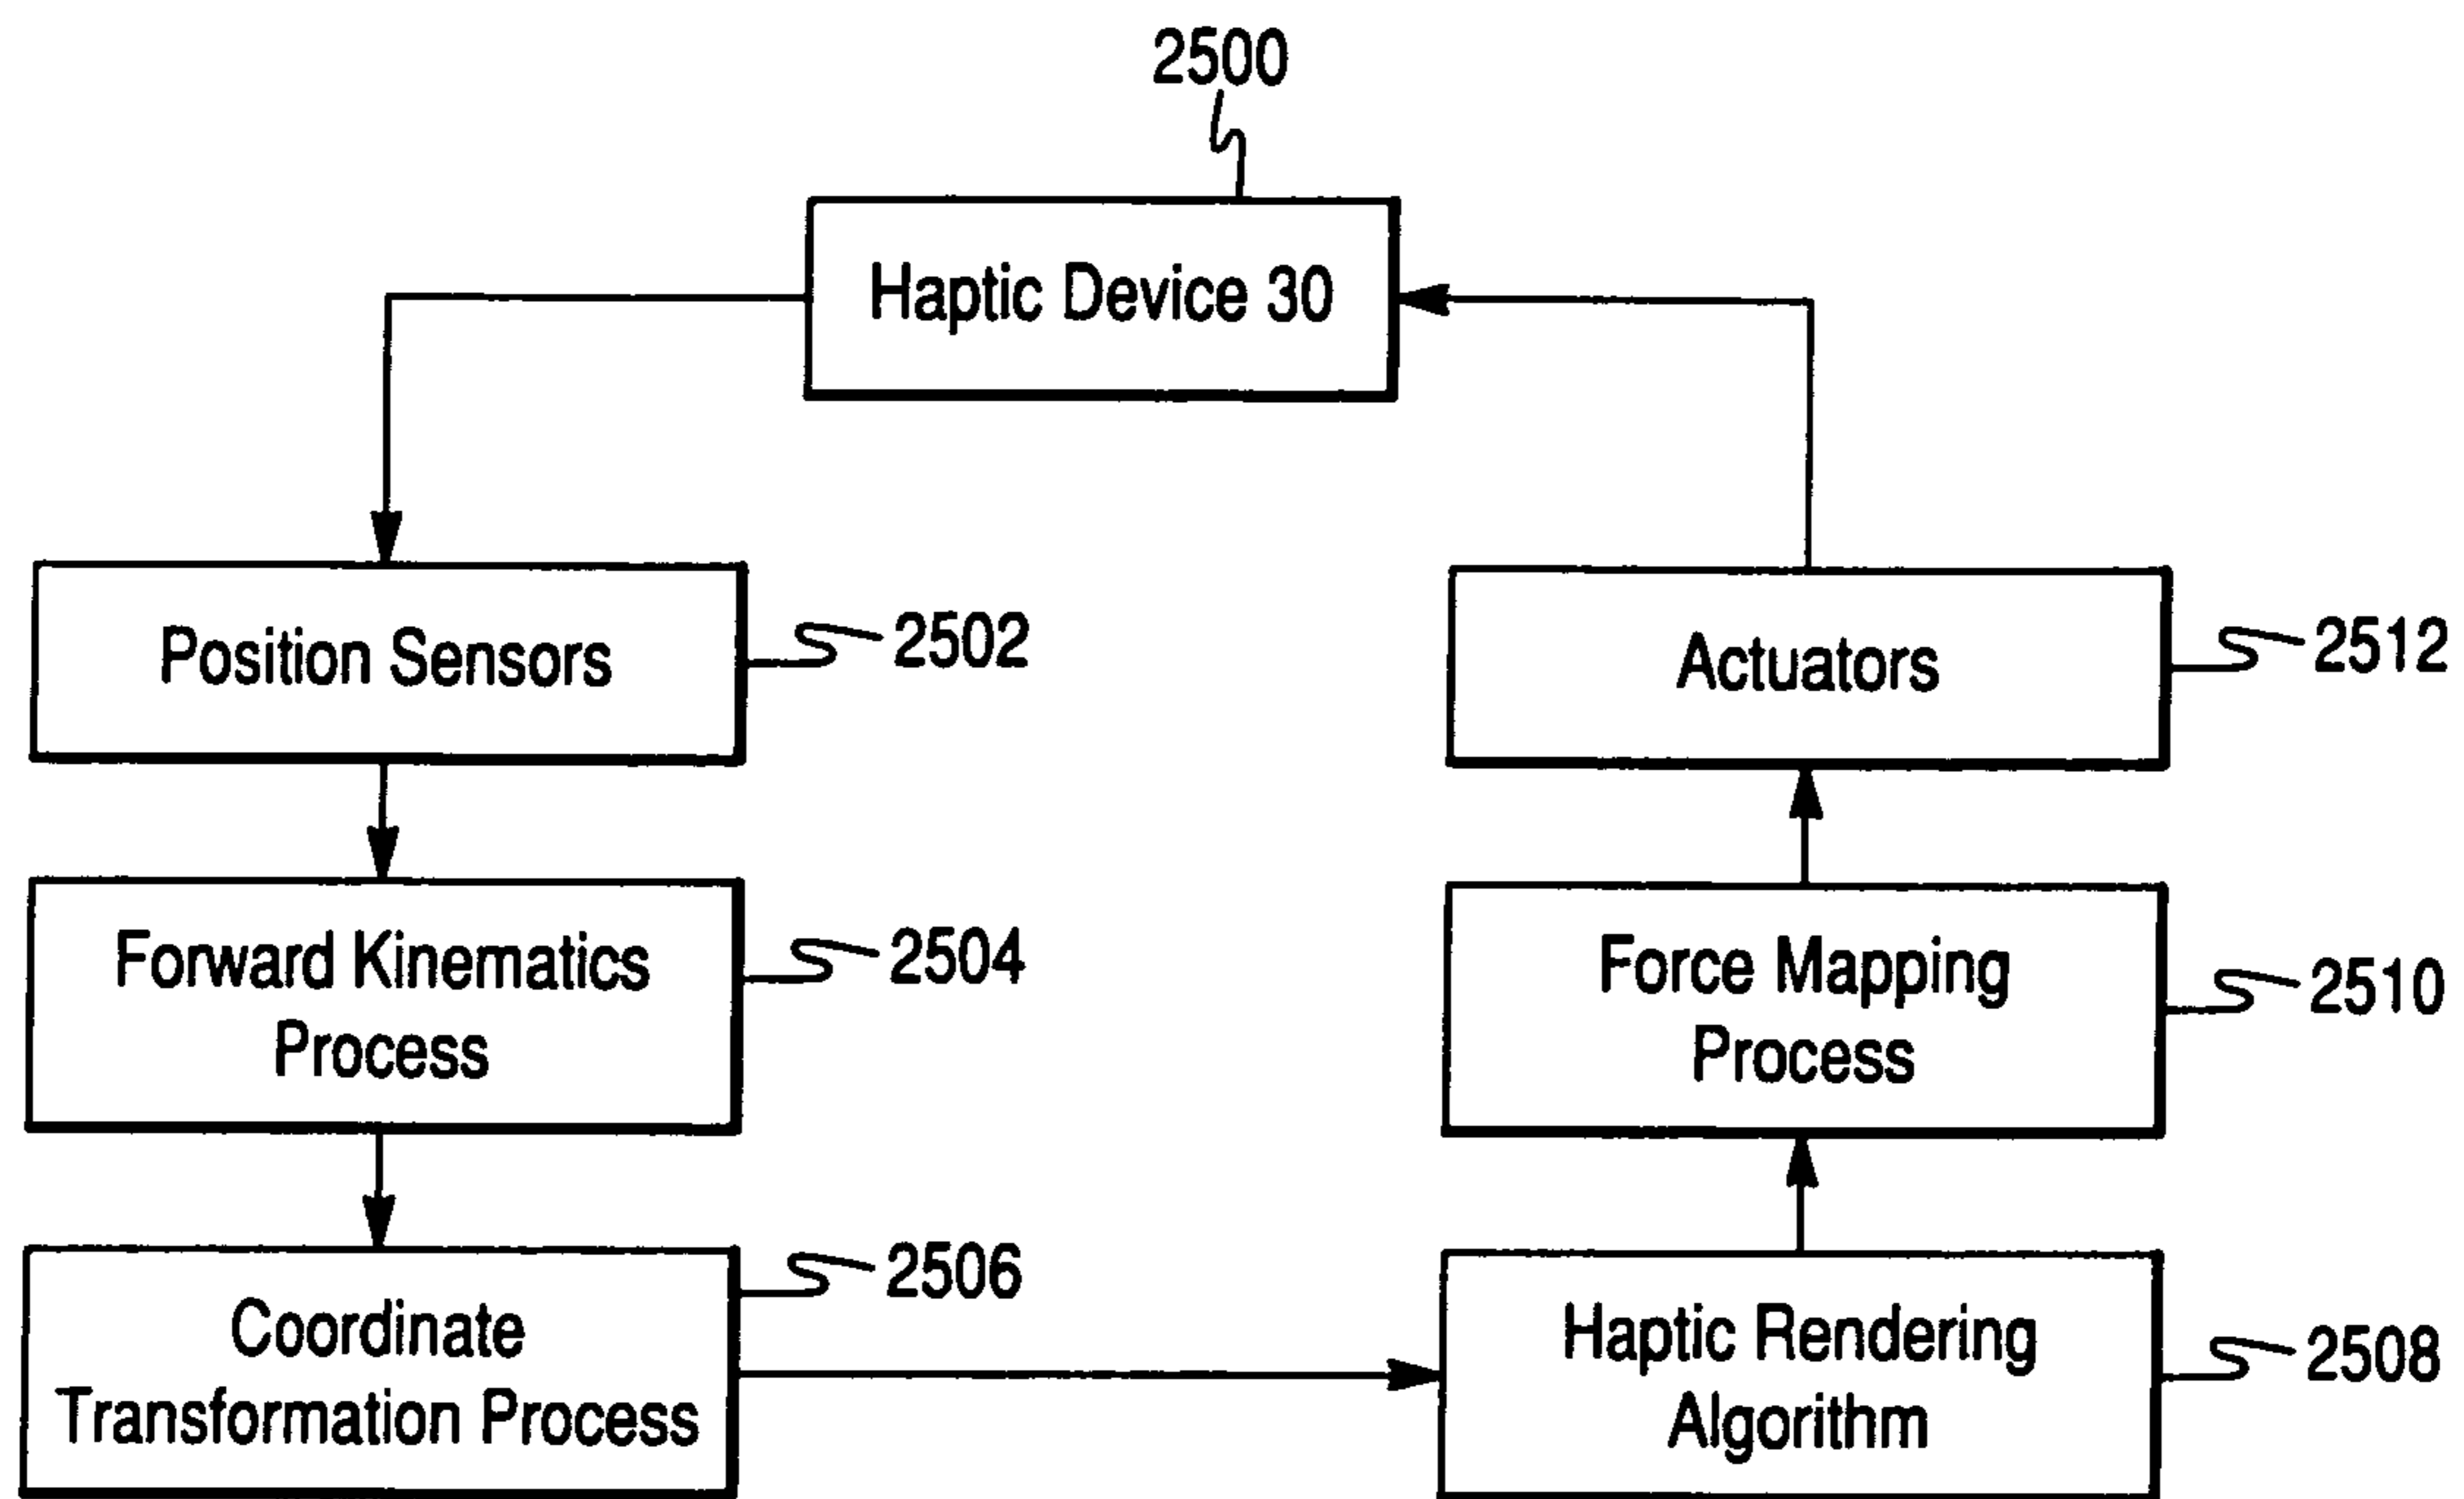 2500
Haptic Device 30
Position Sensors
2502
Actuators
2512
Forward Kinematics
Process
2504
Force Mapping
Process
2510
Coordinate
Transformation Process
2506
Haptic Rendering
Algorithm
2508